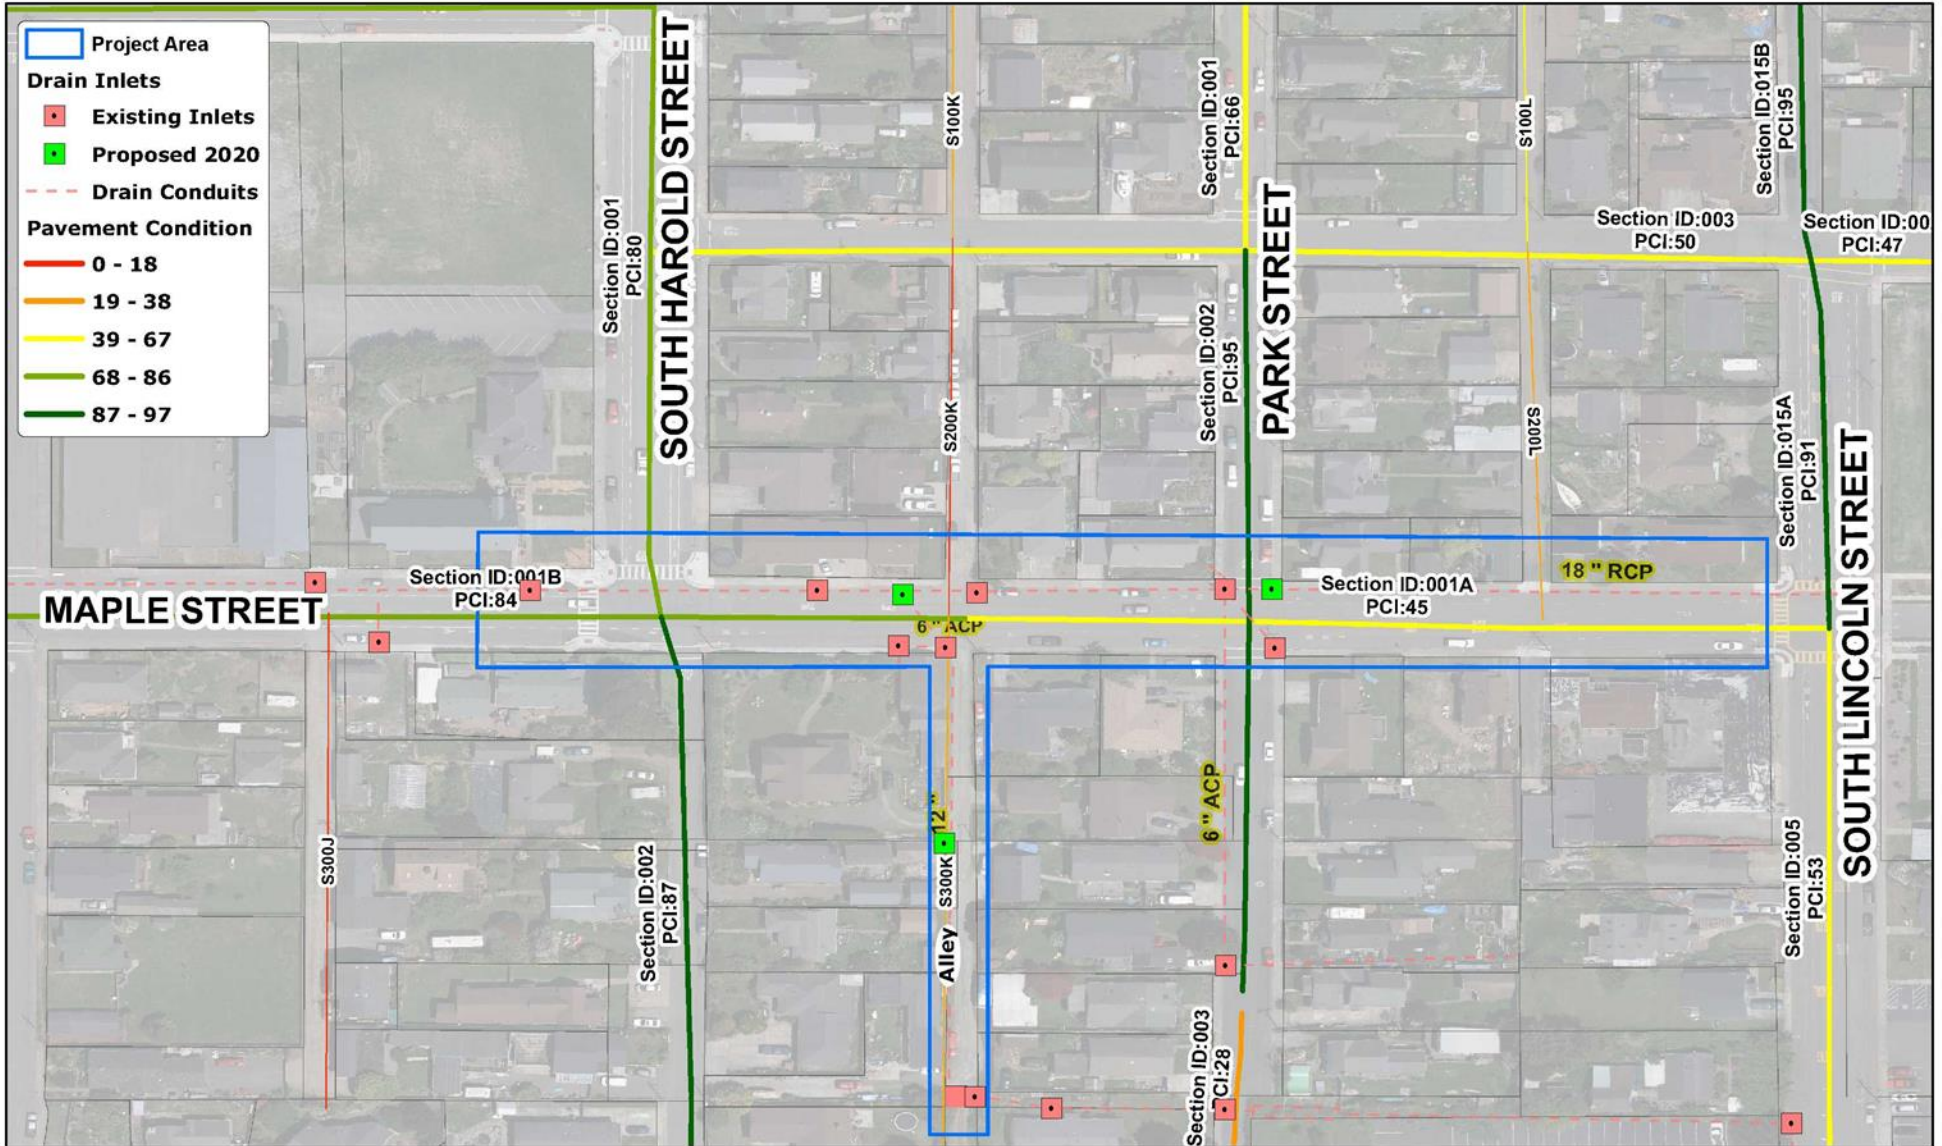 Project Area
Drain Inlets
Existing Inlets
Proposed 2020
Drain Conduits
Pavement Condition
0 - 18
19 - 38
39 - 67
68 - 86
87 - 97
SOUTH HAROLD STREET
Section ID:001
PCI:80
S100K
Section ID:001
PCI:66
S100L
Section ID:015B
PCI:95
Section ID:003
PCI:50
Section ID:00
PCI:47
PARK STREET
Section ID:002
PCI:95
S200K
S200L
Section ID:015A
PCI:91
SOUTH LINCOLN STREET
Section ID:001B
PCI:84
MAPLE STREET
6 " ACP
Section ID:001A
PCI:45
18 " RCP
S300J
Section ID:002
PCI:87
12 "
S300K
Alley
6 " ACP
Section ID:005
PCI:53
Section ID:003
PCI:28